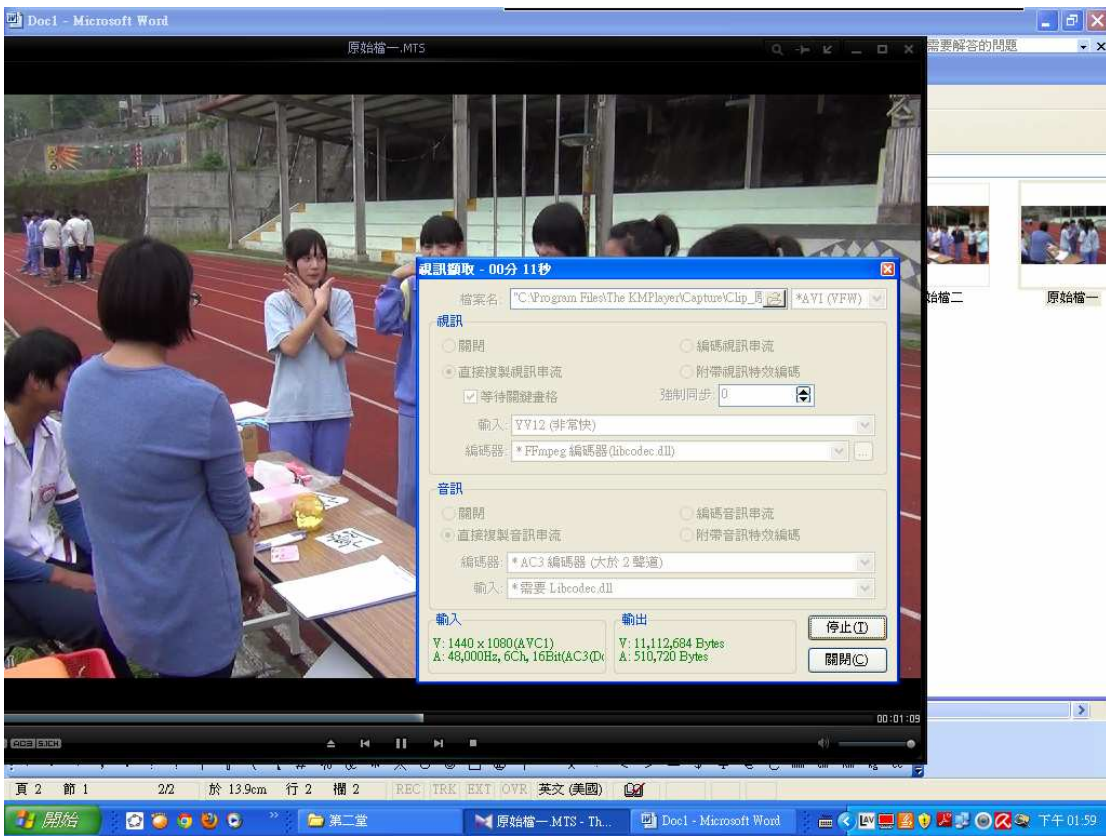 Doc1 - Microsoft Word
原始檔一.MTS
需要解答的問題
視訊擷取 - 00分 11秒
檔案名: "C:\Program Files\The KMPlayer\Capture\Clip_ *AVI (VFW)
視訊
關閉 編碼視訊串流
直接複製視訊串流 附帶視訊特效編碼
等待關鍵畫格 強制同步: 0
輸入: YV12 (非常快)
編碼器: * FFmpeg 編碼器(libcodec.dll)
音訊
關閉 編碼音訊串流
直接複製音訊串流 附帶音訊特效編碼
編碼器: * AC3 編碼器 (大於 2 聲道)
輸入: * 需要 Libcodec.dll
輸入 輸出
V: 1440 x 1080(AVC1) V: 11,112,684 Bytes
A: 48,000Hz, 6Ch, 16Bit(AC3(Do A: 510,720 Bytes
停止(T)
關閉(C)
始檔二 原始檔一
00:01:09
AC3 5.1CH
頁 2 節 1 2/2 於 13.9cm 行 2 欄 2 REC TRK EXT OVR 英文 (美國)
開始 第二堂 原始檔一.MTS - Th... Doc1 - Microsoft Word 下午 01:59